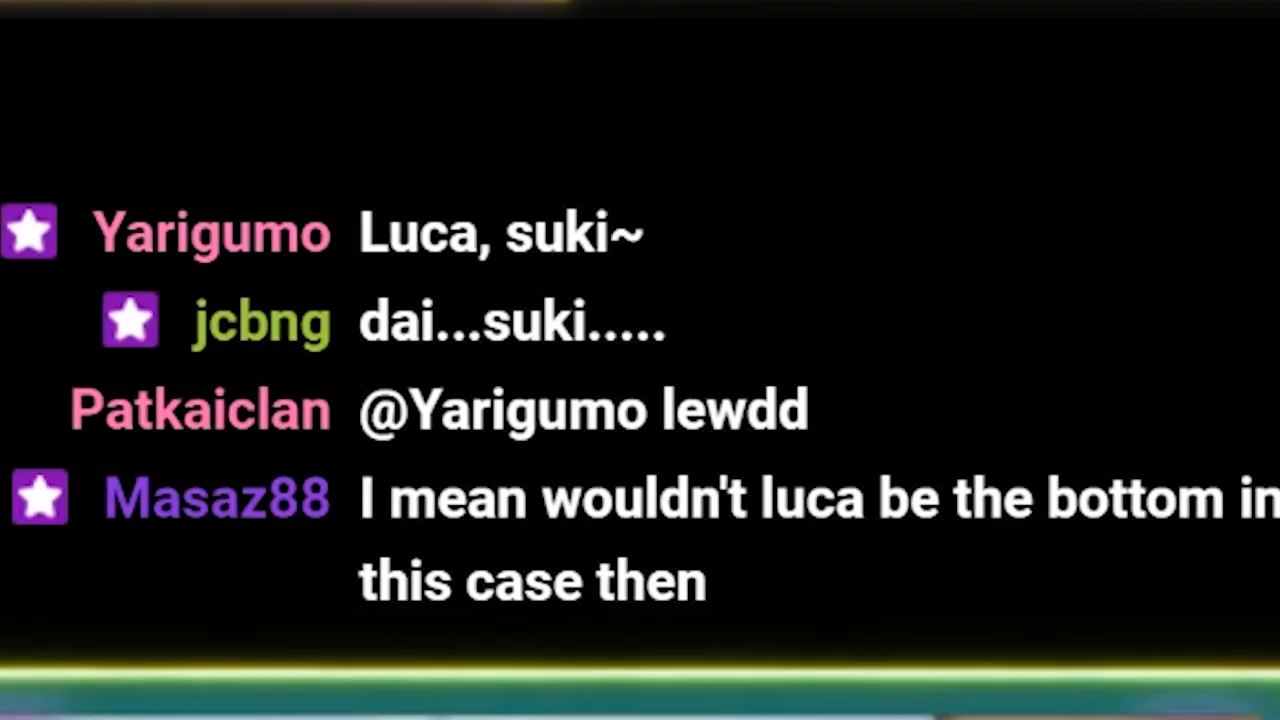 Yarigumo Luca, suki~
jcbng dai...suki.....
Patkaiclan @Yarigumo lewdd
Masaz88 I mean wouldn't luca be the bottom in
this case then